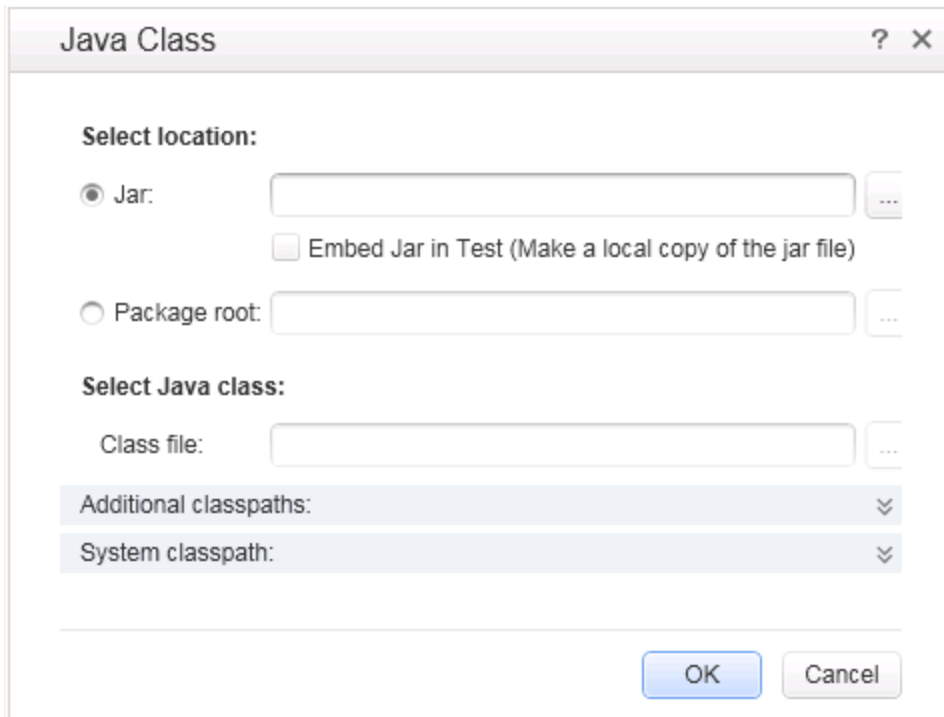 Java Class
? ×
Select location:
Jar:
...
Embed Jar in Test (Make a local copy of the jar file)
Package root:
...
Select Java class:
Class file:
...
Additional classpaths:
System classpath:
OK
Cancel